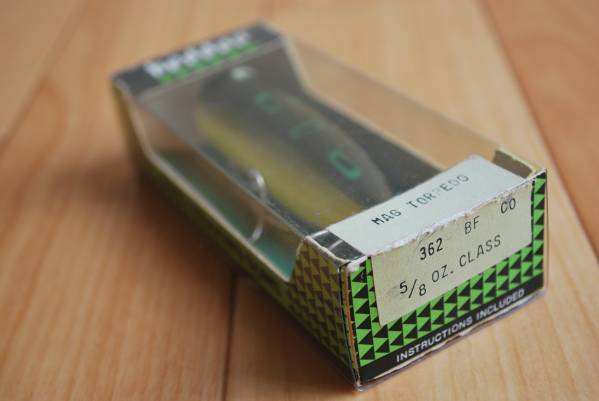 MAG TORPEDO
362 BF CO
5/8 OZ. CLASS
INSTRUCTIONS INCLUDED